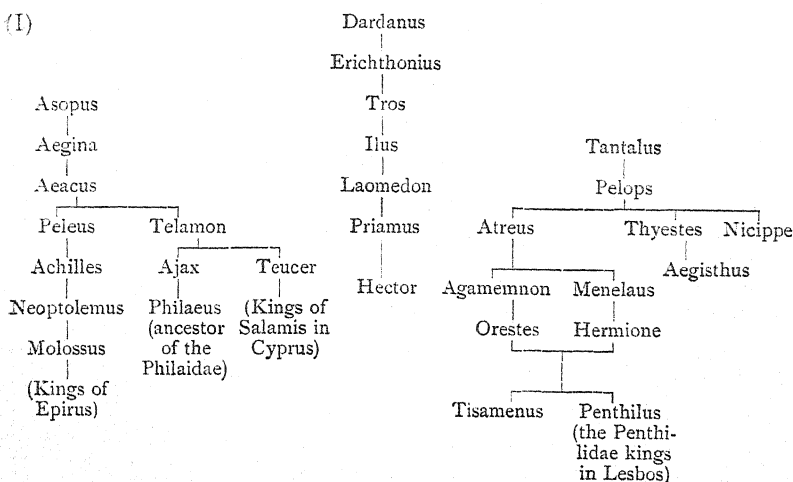 (I)
Dardanus
Erichthonius
Asopus Tros
Aegina Ilus Tantalus
Aeacus Laomedon Pelops
Peleus Telamon Priamus Atreus Thyestes Nicippe
Achilles Ajax Teucer Hector Agamemnon Menelaus Aegisthus
Neoptolemus Philaeus (Kings of Orestes Hermione
(ancestor Salamis in
Molossus of the Cyprus)
Philaidae)
(Kings of
Epirus) Tisamenus Penthilus
(the Penthi-
lidae kings
in Lesbos)